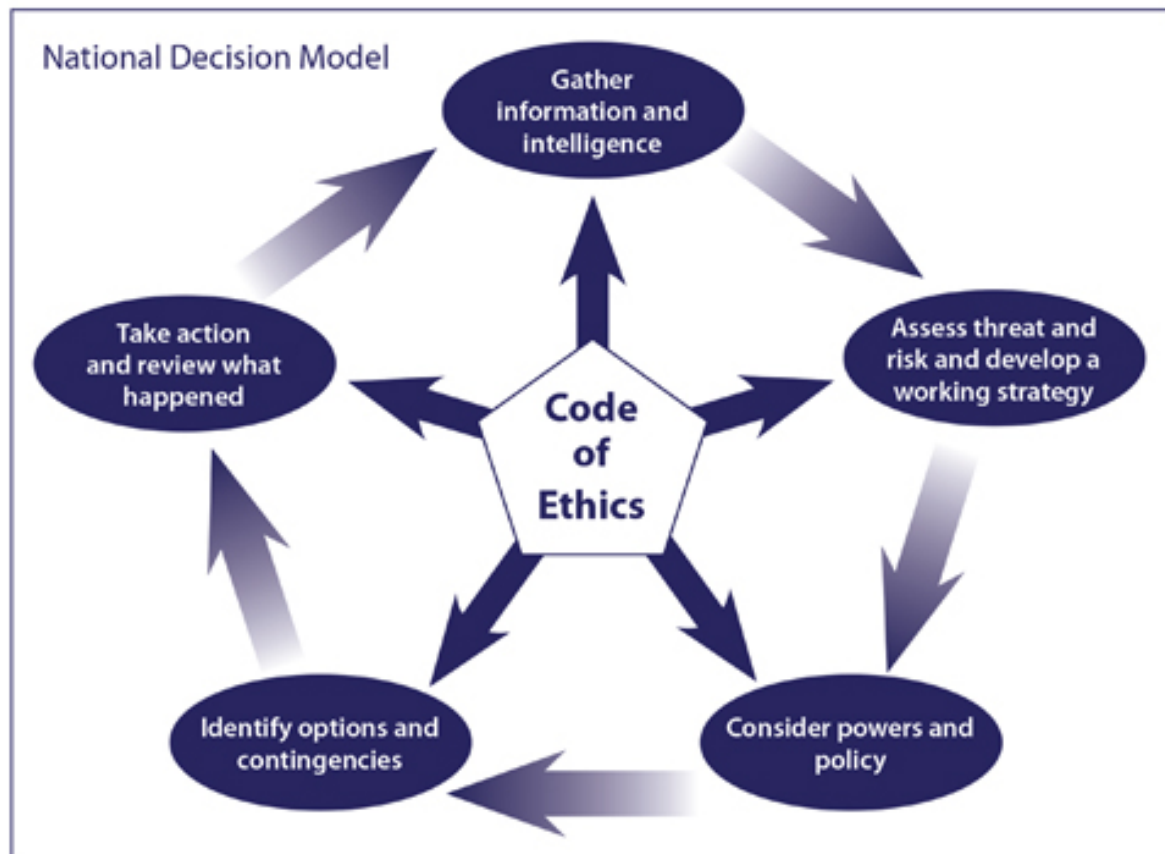 National Decision Model
Gather
information and
intelligence
Assess threat and
risk and develop a
working strategy
Consider powers and
policy
Identify options and
contingencies
Take action
and review what
happened
Code
of
Ethics